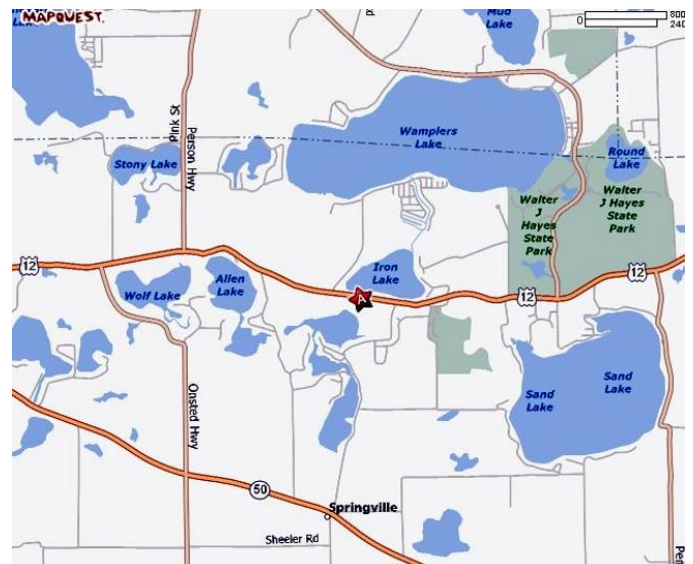 MAPQUEST.
Mud
Lake
800
0
240
Lake
Pink St
Person Hwy
Wamplers
Lake
Stony Lake
Round
Lake
Walter
J
Hayes
State
Park
Walter
J Hayes
State
Park
12
Wolf Lake
Allen
Lake
Iron
Lake
A
12
12
Sand
Lake
Sand
Lake
Onsted Hwy
50
Springville
Sheeler Rd